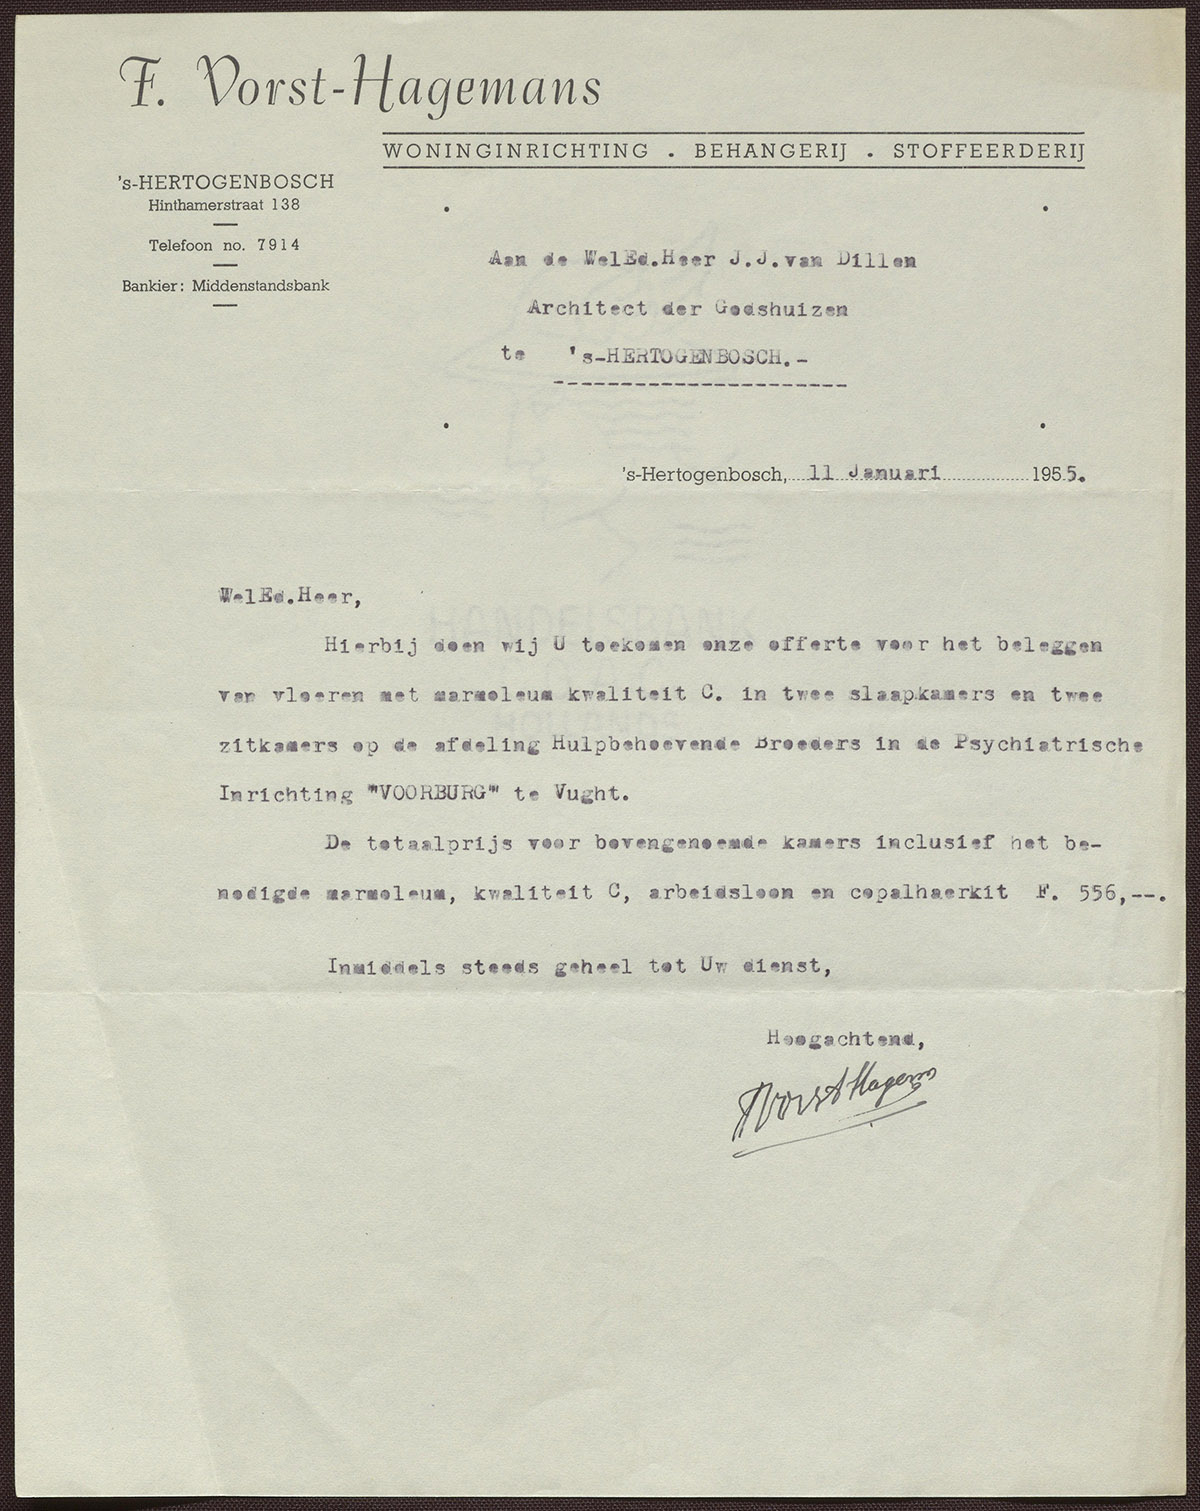 F. Vorst-Hagemans
WONINGINRICHTING . BEHANGERIJ . STOFFEERDERIJ
's-HERTOGENBOSCH
Hinthamerstraat 138
Telefoon no. 7914
Bankier: Middenstandsbank
Aan de WelEd.Heer J.J.van Dillen
Architect der Godshuizen
te 's-HERTOGENBOSCH.-
's-Hertogenbosch, 11 Januari 1955.
WelEd.Heer,
Hierbij doen wij U toekomen onze offerte voor het beleggen
van vloeren met marmoleum kwaliteit C. in twee slaapkamers en twee
zitkamers op de afdeling Hulpbehoevende Broeders in de Psychiatrische
Inrichting "VOORBURG" te Vught.
De totaalprijs voor bovengenoemde kamers inclusief het be-
nodigde marmoleum, kwaliteit C, arbeidsloon en copalhaerkit F. 556,--.
Inmiddels steeds geheel tot Uw dienst,
Hoogachtend,